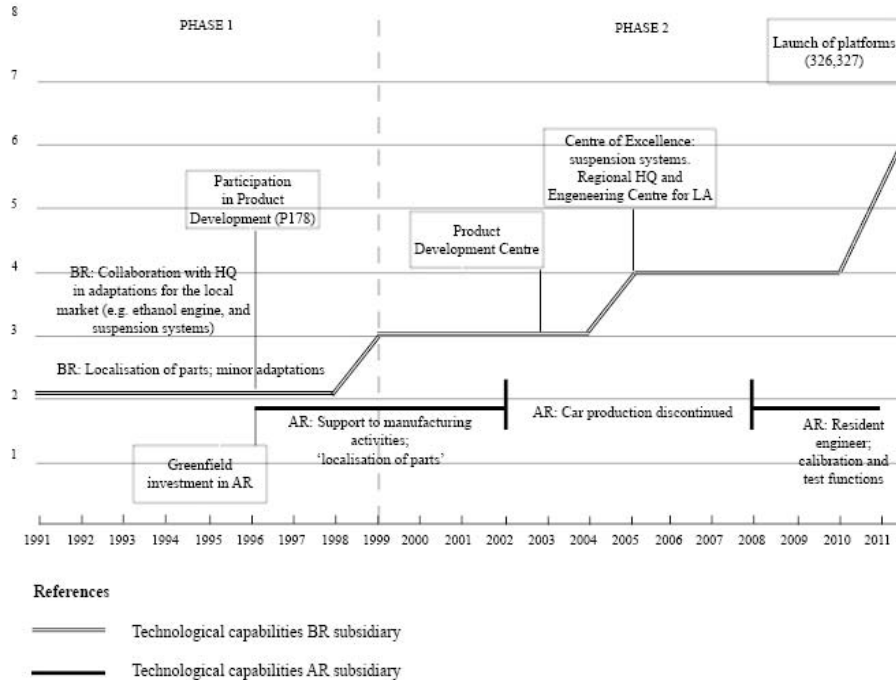 8
PHASE 1
PHASE 2
Launch of platforms
(326,327)
7
6
Centre of Excellence:
suspension systems.
Regional HQ and
Engeneering Centre for LA
Participation
in Product
Development (P178)
5
Product
Development Centre
4
BR: Collaboration with HQ
in adaptations for the local
market (e.g. ethanol engine, and
suspension systems)
3
BR: Localisation of parts; minor adaptations
2
AR: Support to manufacturing
activities;
‘localisation of parts’
AR: Car production discontinued
AR: Resident
engineer;
calibration and
test functions
1
Greenfield
investment in AR
0
1991 1992 1993 1994 1995 1996 1997 1998 1999 2000 2001 2002 2003 2004 2005 2006 2007 2008 2009 2010 2011
References
Technological capabilities BR subsidiary
Technological capabilities AR subsidiary